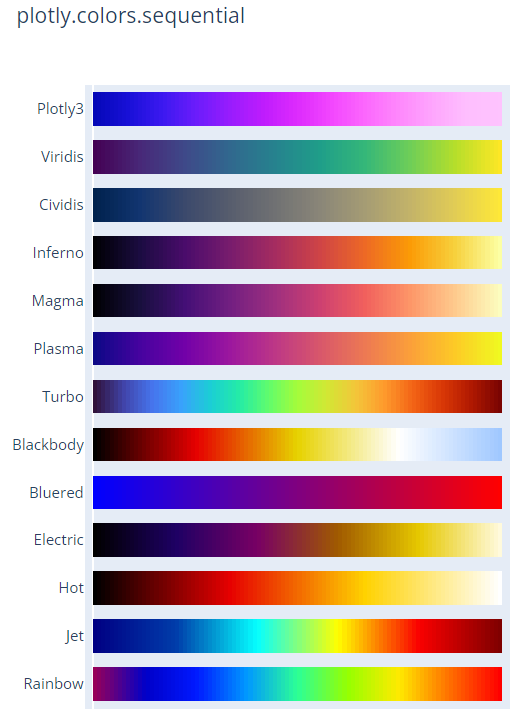 plotly.colors.sequential
Plotly3
Viridis
Cividis
Inferno
Magma
Plasma
Turbo
Blackbody
Bluered
Electric
Hot
Jet
Rainbow